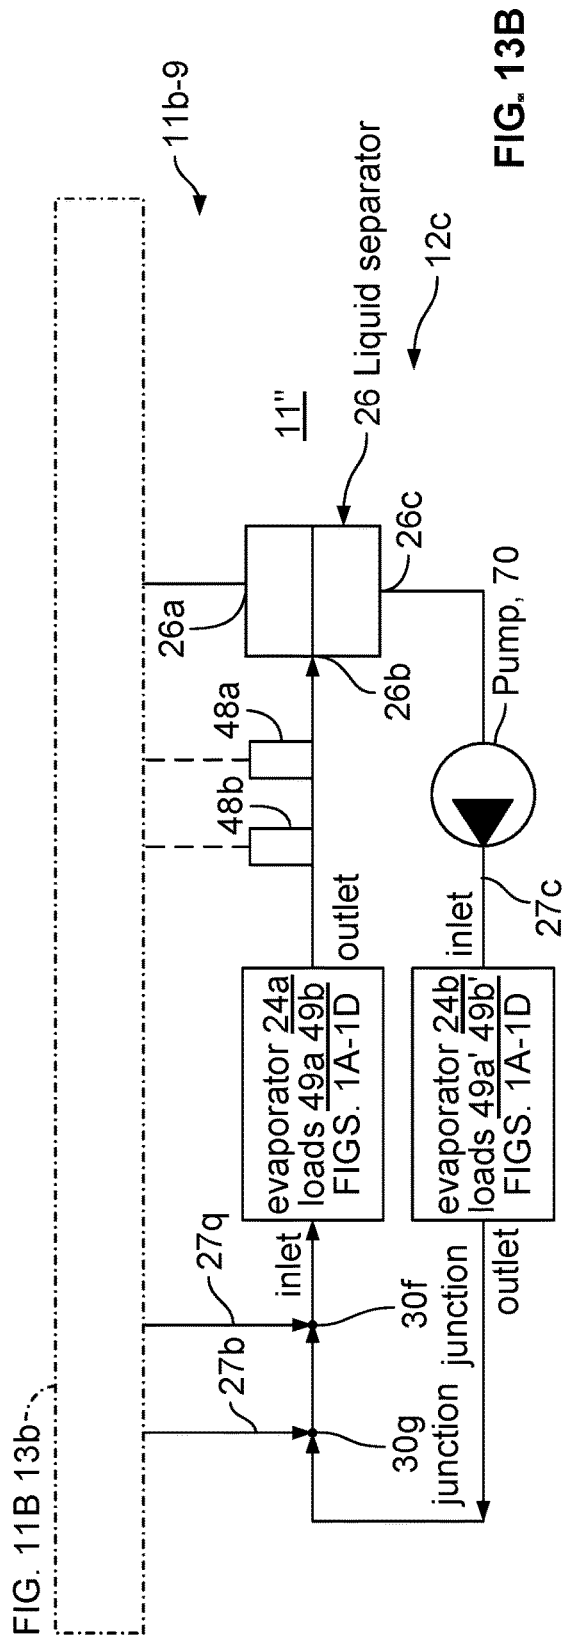 FIG. 11B 13b
11b-9
27b
27q
48b
48a
26a
11"
26 Liquid separator
12c
30g
junction
30f
junction
inlet
evaporator 24a
loads 49a 49b
FIGS. 1A-1D
outlet
26b
26c
outlet
evaporator 24b
loads 49a' 49b'
FIGS. 1A-1D
inlet
27c
Pump, 70
FIG. 13B